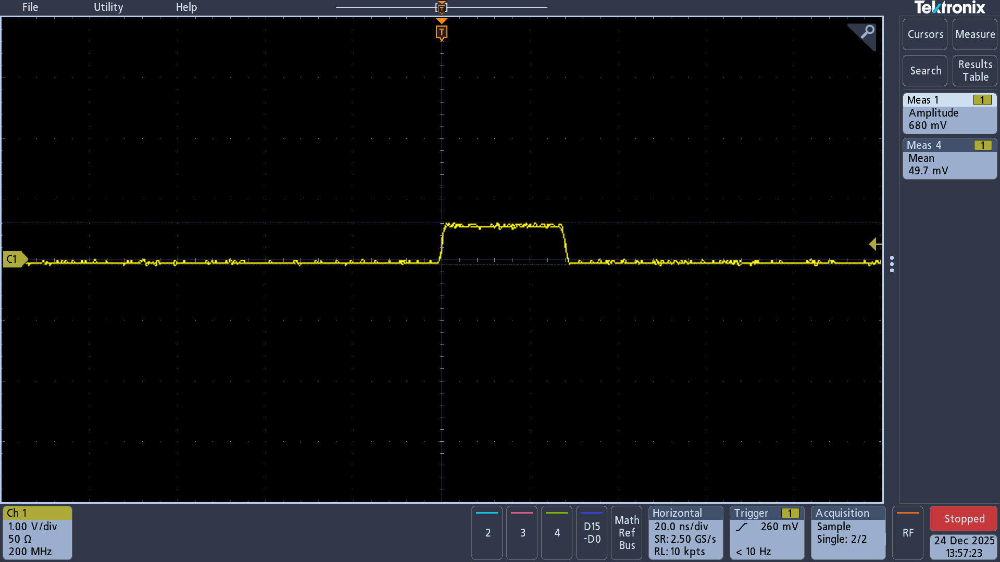 File Utility Help
T
Tektronix
T
Cursors Measure
Search Results Table
Meas 1 1
Amplitude
680 mV
Meas 4 1
Mean
49.7 mV
C1
Ch 1
1.00 V/div
50 Ω
200 MHz
2
3
4
D15
-D0
Math
Ref
Bus
Horizontal
20.0 ns/div
SR: 2.50 GS/s
RL: 10 kpts
Trigger 1
260 mV
< 10 Hz
Acquisition
Sample
Single: 2/2
RF
Stopped
24 Dec 2025
13:57:23